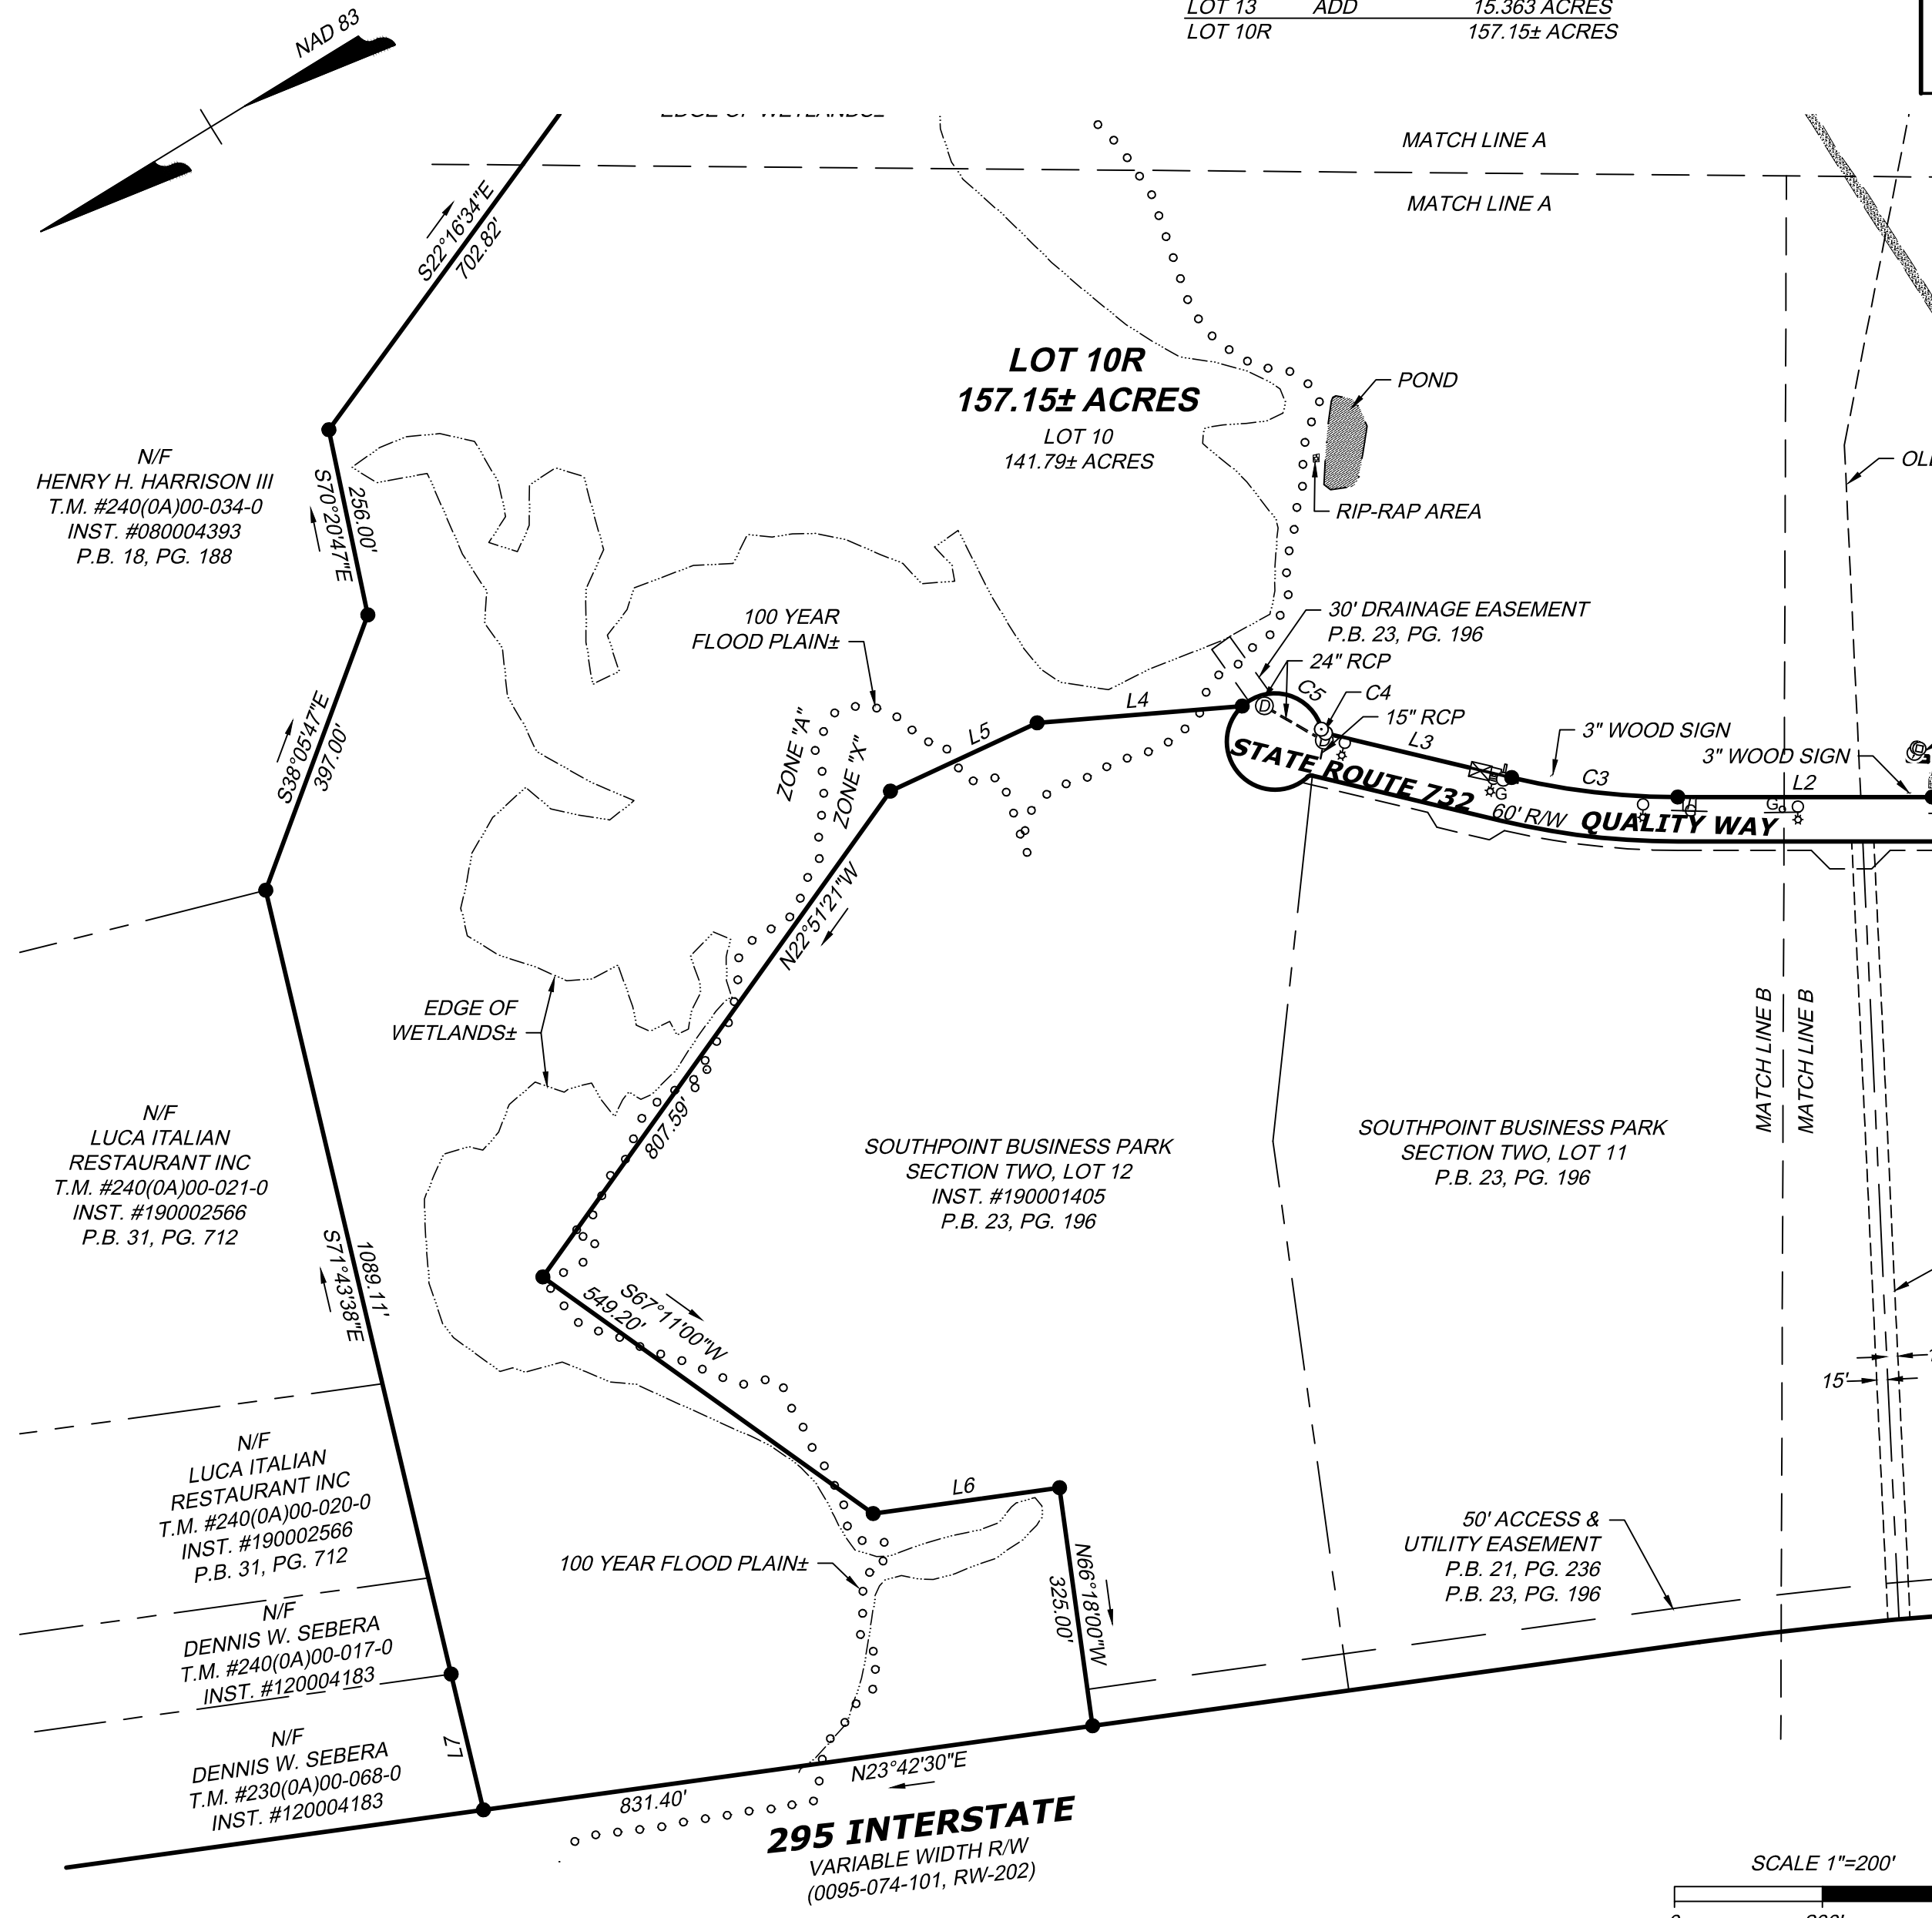 LOT 13 ADD 15.363 ACRES
LOT 10R 157.15± ACRES
NAD 83
MATCH LINE A
MATCH LINE A
S22°16'34"E
702.82'
LOT 10R
157.15± ACRES
LOT 10
141.79± ACRES
POND
RIP-RAP AREA
N/F
HENRY H. HARRISON III
T.M. #240(0A)00-034-0
INST. #080004393
P.B. 18, PG. 188
256.00'
S70°20'47"E
S38°05'47"E
397.00'
100 YEAR
FLOOD PLAIN±
ZONE "A"
ZONE "X"
30' DRAINAGE EASEMENT
P.B. 23, PG. 196
24" RCP
C5
C4
15" RCP
L5
L4
D
L3
3" WOOD SIGN
3" WOOD SIGN
C3
L2
G
G
STATE ROUTE 732
60' R/W
QUALITY WAY
N22°51'21"W
807.59'
EDGE OF
WETLANDS±
MATCH LINE B
MATCH LINE B
N/F
LUCA ITALIAN
RESTAURANT INC
T.M. #240(0A)00-021-0
INST. #190002566
P.B. 31, PG. 712
1089.11'
S71°43'38"E
SOUTHPOINT BUSINESS PARK
SECTION TWO, LOT 12
INST. #190001405
P.B. 23, PG. 196
SOUTHPOINT BUSINESS PARK
SECTION TWO, LOT 11
P.B. 23, PG. 196
S67°11'00"W
549.20'
15'
N/F
LUCA ITALIAN
RESTAURANT INC
T.M. #240(0A)00-020-0
INST. #190002566
P.B. 31, PG. 712
L6
N66°18'00"W
325.00'
100 YEAR FLOOD PLAIN±
50' ACCESS &
UTILITY EASEMENT
P.B. 21, PG. 236
P.B. 23, PG. 196
N/F
DENNIS W. SEBERA
T.M. #240(0A)00-017-0
INST. #120004183
N/F
DENNIS W. SEBERA
T.M. #230(0A)00-068-0
INST. #120004183
L7
831.40'
N23°42'30"E
295 INTERSTATE
VARIABLE WIDTH R/W
(0095-074-101, RW-202)
SCALE 1"=200'